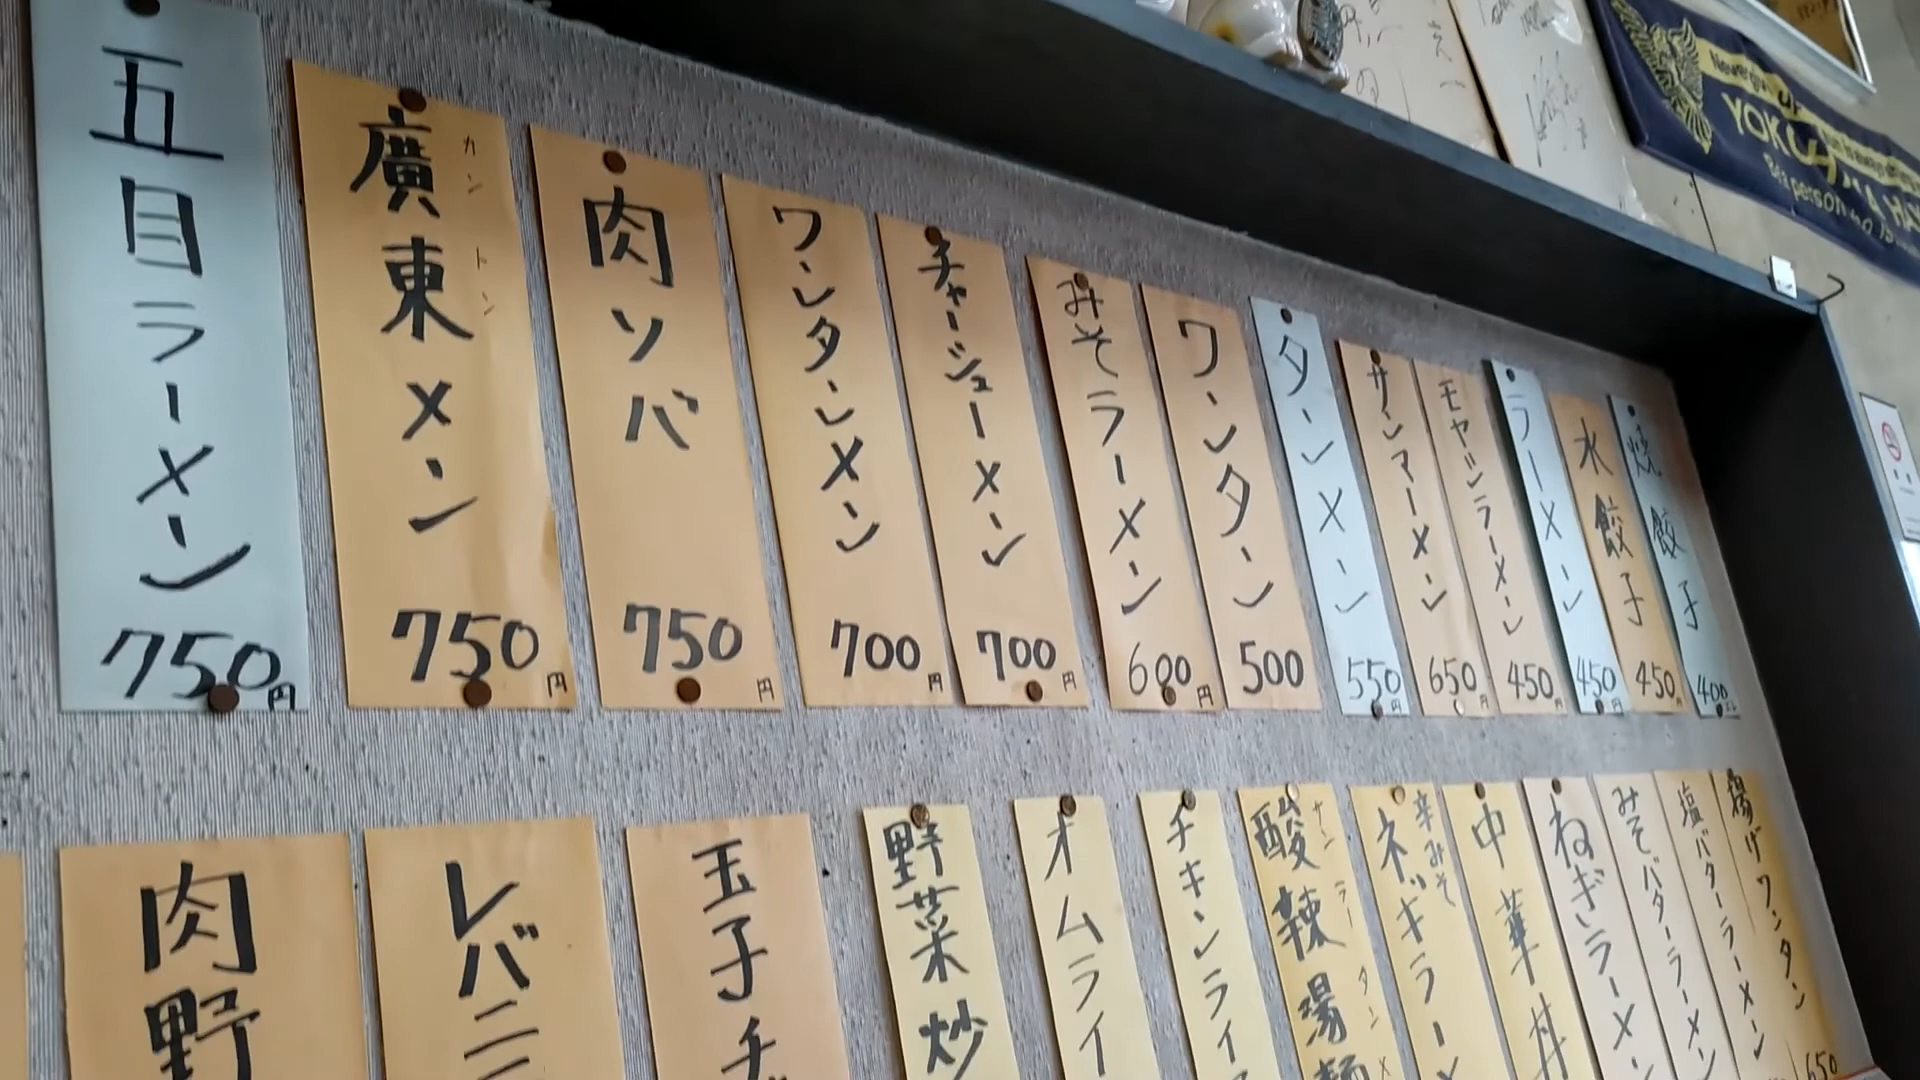 五目ラーメン
750円
廣東メン
カントン
750円
肉ソバ
750円
ワンタンメン
700円
チャーシューメン
700円
みそラーメン
600円
ワンタン
500
タンメン
550円
サンマーメン
650円
モヤシラーメン
450円
ラーメン
450円
水餃子
450円
焼餃子
400
肉野
レバニ
玉子チ
野菜炒
オムライ
チキンライ
酸辣湯麺
サンラータンメ
辛みそ
ネギラー
中華丼
ねぎラーメン
みそバターラーメン
塩バターラーメン
揚げワンタン
650